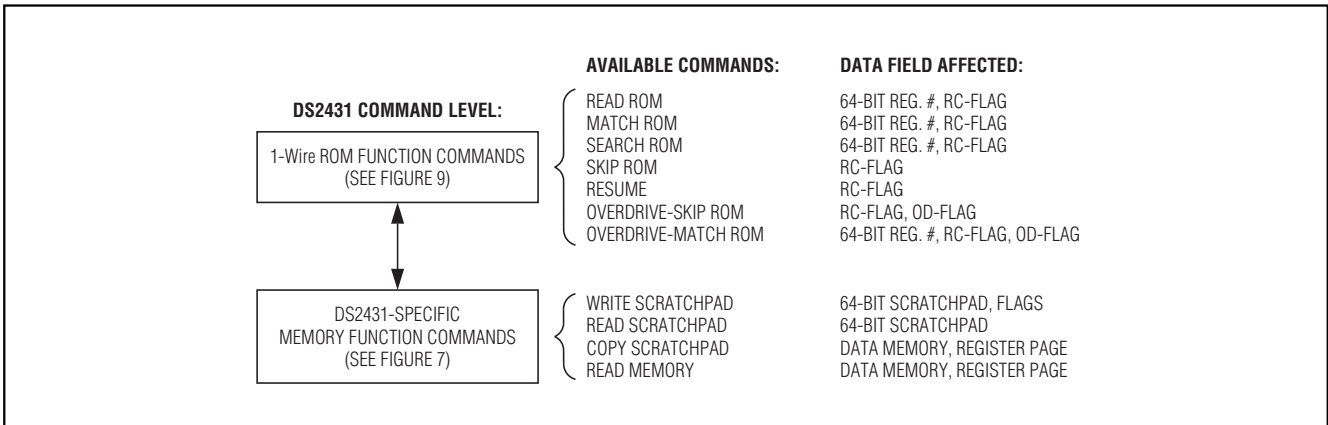 AVAILABLE COMMANDS: DATA FIELD AFFECTED:
DS2431 COMMAND LEVEL:
1-Wire ROM FUNCTION COMMANDS
(SEE FIGURE 9)
READ ROM 64-BIT REG. #, RC-FLAG
MATCH ROM 64-BIT REG. #, RC-FLAG
SEARCH ROM 64-BIT REG. #, RC-FLAG
SKIP ROM RC-FLAG
RESUME RC-FLAG
OVERDRIVE-SKIP ROM RC-FLAG, OD-FLAG
OVERDRIVE-MATCH ROM 64-BIT REG. #, RC-FLAG, OD-FLAG
DS2431-SPECIFIC
MEMORY FUNCTION COMMANDS
(SEE FIGURE 7)
WRITE SCRATCHPAD 64-BIT SCRATCHPAD, FLAGS
READ SCRATCHPAD 64-BIT SCRATCHPAD
COPY SCRATCHPAD DATA MEMORY, REGISTER PAGE
READ MEMORY DATA MEMORY, REGISTER PAGE